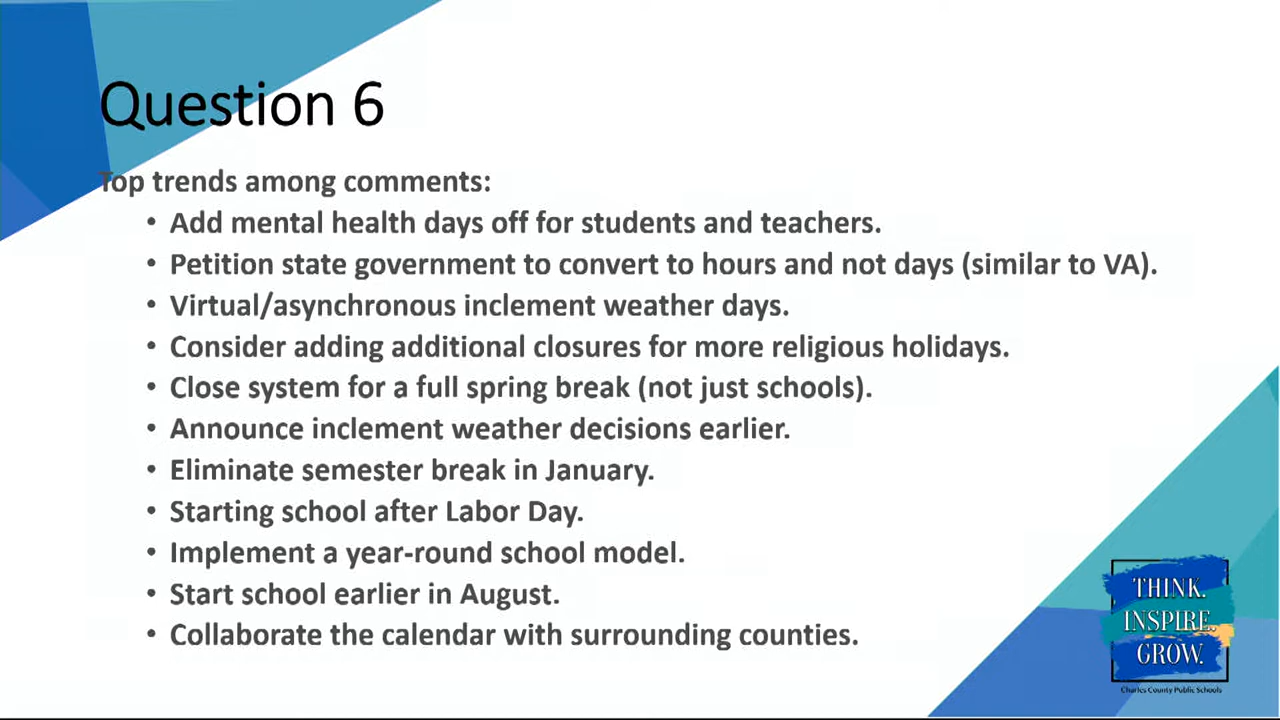 Question 6
Top trends among comments:
• Add mental health days off for students and teachers.
• Petition state government to convert to hours and not days (similar to VA).
• Virtual/asynchronous inclement weather days.
• Consider adding additional closures for more religious holidays.
• Close system for a full spring break (not just schools).
• Announce inclement weather decisions earlier.
• Eliminate semester break in January.
• Starting school after Labor Day.
• Implement a year-round school model.
• Start school earlier in August.
• Collaborate the calendar with surrounding counties.
THINK.
INSPIRE.
GROW.
Charles County Public Schools